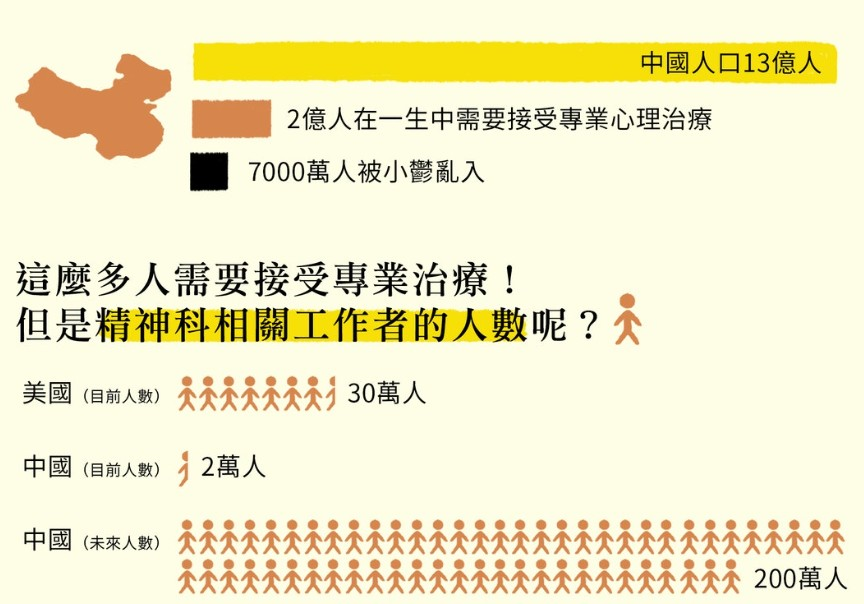 中國人口13億人
2億人在一生中需要接受專業心理治療
7000萬人被小鬱亂入
這麼多人需要接受專業治療！
但是精神科相關工作者的人數呢？
美國（目前人數） 30萬人
中國（目前人數） 2萬人
中國（未來人數）
200萬人